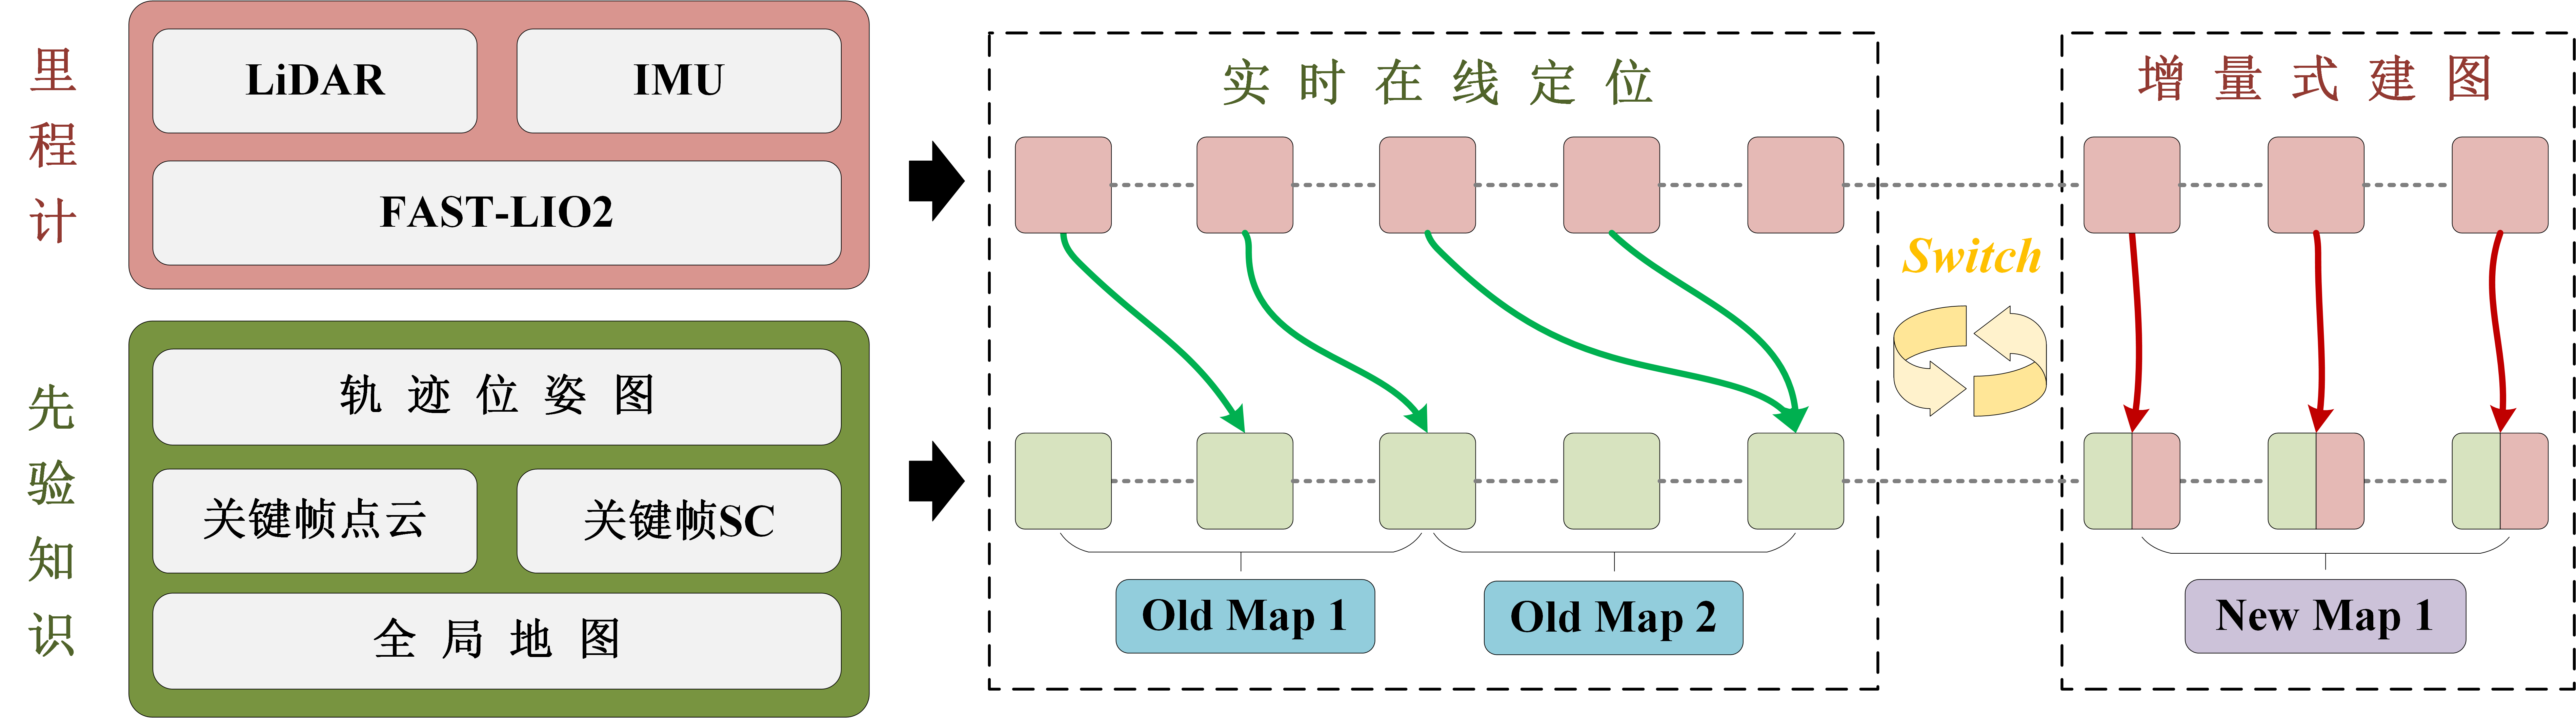 里程计
LiDAR
IMU
FAST-LIO2
先验知识
轨迹位姿图
关键帧点云
关键帧SC
全局地图
实时在线定位
Old Map 1
Old Map 2
Switch
增量式建图
New Map 1